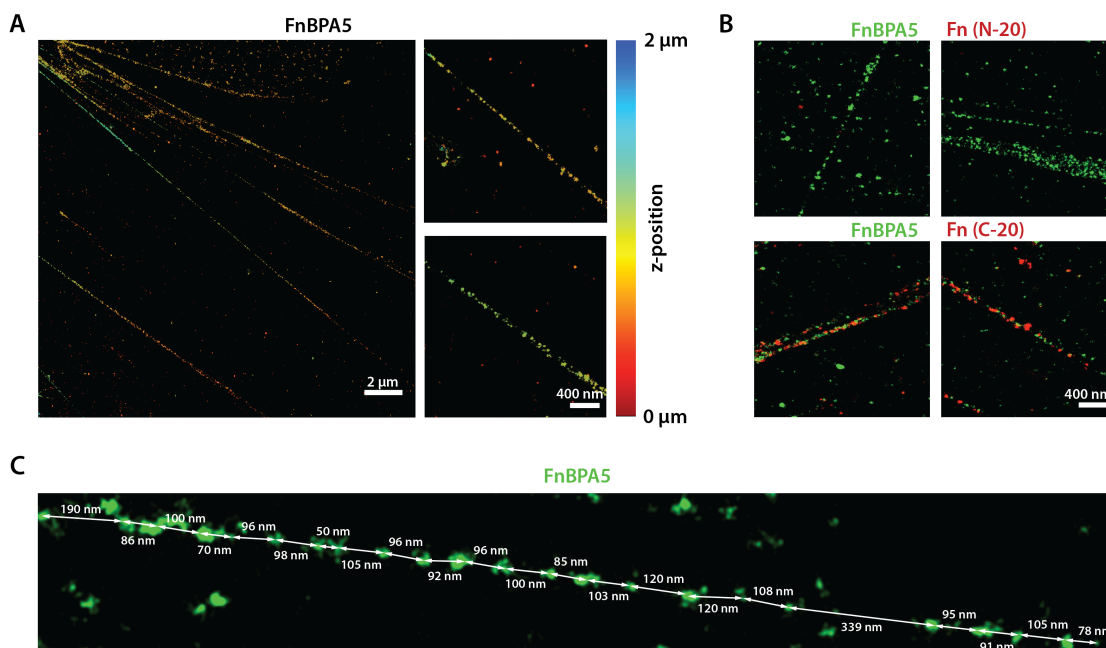 A
FnBPA5
2 µm
z-position
0 µm
2 µm
400 nm
B
FnBPA5
Fn (N-20)
FnBPA5
Fn (C-20)
400 nm
C
FnBPA5
190 nm
100 nm
96 nm
50 nm
96 nm
96 nm
85 nm
120 nm
108 nm
95 nm
105 nm
78 nm
86 nm
70 nm
98 nm
105 nm
92 nm
100 nm
103 nm
120 nm
339 nm
91 nm